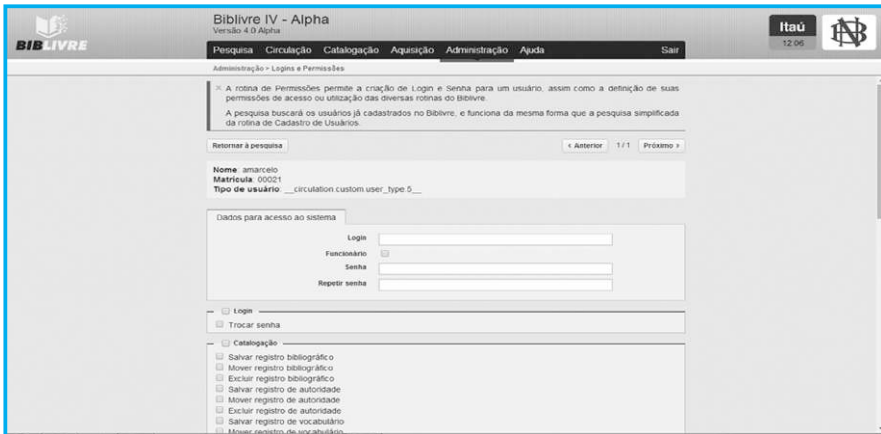 BIBLIVRE
Biblivre IV - Alpha
Versão 4.0 Alpha
Itaú
12:06
Pesquisa Circulação Catalogação Aquisição Administração Ajuda Sair
Administração > Logins e Permissões
× A rotina de Permissões permite a criação de Login e Senha para um usuário, assim como a definição de suas
permissões de acesso ou utilização das diversas rotinas do Biblivre.
A pesquisa buscará os usuários já cadastrados no Biblivre, e funciona da mesma forma que a pesquisa simplificada
da rotina de Cadastro de Usuários.
Retornar à pesquisa
‹ Anterior 1 / 1 Próximo ›
Nome: amarcelo
Matrícula: 00021
Tipo de usuário: __circulation.custom.user_type.5__
Dados para acesso ao sistema
Login
Funcionário
Senha
Repetir senha
Login
Trocar senha
Catalogação
Salvar registro bibliográfico
Mover registro bibliográfico
Excluir registro bibliográfico
Salvar registro de autoridade
Mover registro de autoridade
Excluir registro de autoridade
Salvar registro de vocabulário
Mover registro de vocabulário